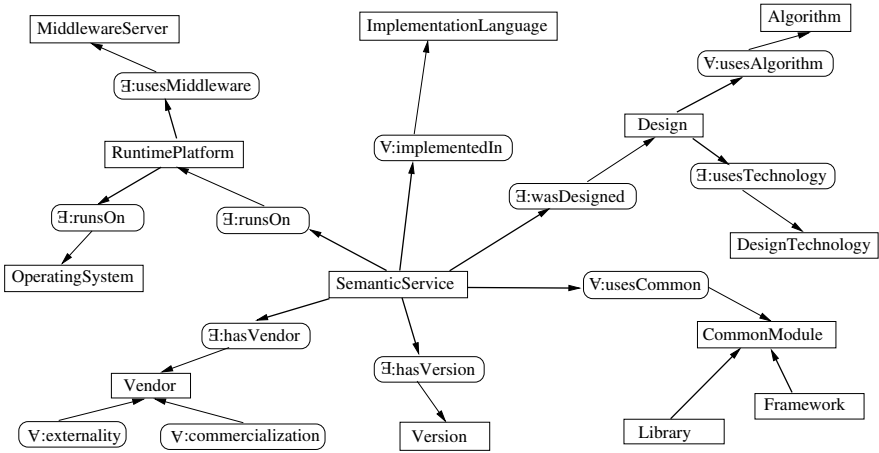 Algorithm
MiddlewareServer
ImplementationLanguage
∀:usesAlgorithm
∃:usesMiddleware
Design
RuntimePlatform
∀:implementedIn
∃:usesTechnology
∃:wasDesigned
∃:runsOn
∃:runsOn
DesignTechnology
OperatingSystem
SemanticService
∀:usesCommon
∃:hasVendor
CommonModule
∃:hasVersion
Vendor
Framework
∀:externality
∀:commercialization
Version
Library